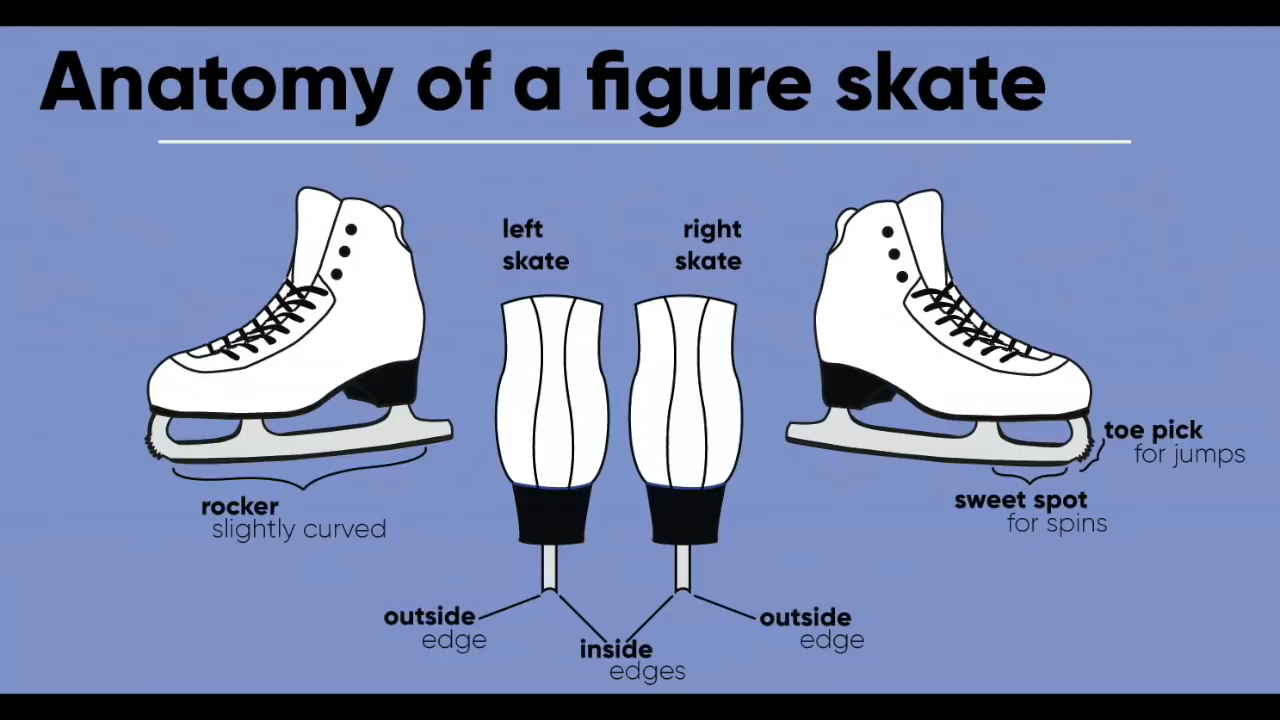 Anatomy of a figure skate
left
skate
right
skate
toe pick
for jumps
rocker
slightly curved
sweet spot
for spins
outside
edge
inside
edges
outside
edge